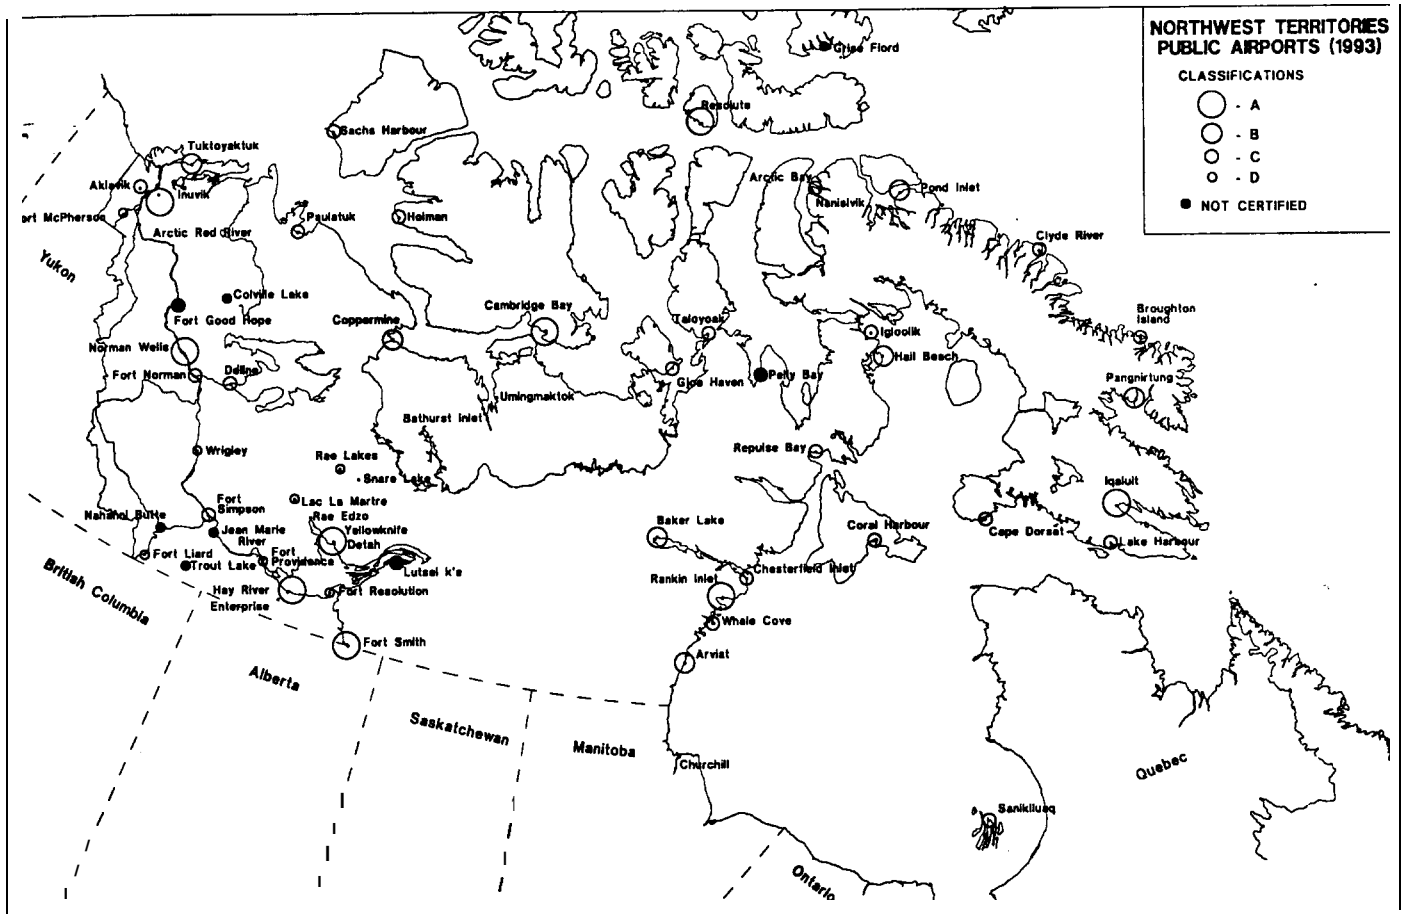 NORTHWEST TERRITORIES
PUBLIC AIRPORTS (1993)
CLASSIFICATIONS
- A
- B
- C
- D
NOT CERTIFIED
Grise Fiord
Resolute
Sachs Harbour
Tuktoyaktuk
Aklavik
Inuvik
Arctic Bay
Nanisivik
Pond Inlet
ort McPherson
Paulatuk
Holman
Arctic Red River
Clyde River
Yukon
Colville Lake
Fort Good Hope
Coppermine
Cambridge Bay
Taloyoak
Igloolik
Broughton
Island
Norman Wells
Hall Beach
Fort Norman
Deline
Gjoa Haven
Pelly Bay
Pangnirtung
Umingmaktok
Bathurst Inlet
Wrigley
Rae Lakes
Repulse Bay
Snare Lake
Iqaluit
Lac La Martre
Fort
Simpson
Nahanni Butte
Rae Edzo
Yellowknife
Detah
Jean Marie
River
Baker Lake
Coral Harbour
Cape Dorsat
Lake Harbour
Fort Liard
Fort
Providence
Trout Lake
Lutsel k'e
Chesterfield Inlet
Rankin Inlet
Hay River
Fort Resolution
Enterprise
Whale Cove
British Columbia
Fort Smith
Arviat
Alberta
Saskatchewan
Manitoba
Churchill
Quebec
Sanikiluaq
Ontario